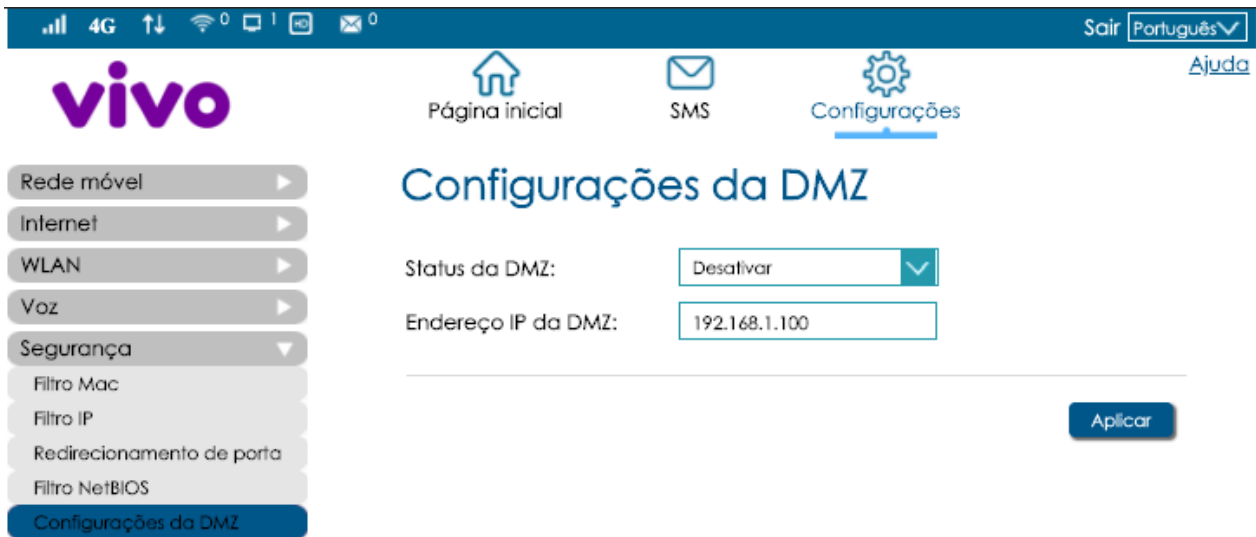 4G 0 1 HD 0 Sair Português
Ajuda
vivo
Página inicial SMS Configurações
Rede móvel
Internet
WLAN
Voz
Segurança
Filtro Mac
Filtro IP
Redirecionamento de porta
Filtro NetBIOS
Configurações da DMZ
Configurações da DMZ
Status da DMZ: Desativar
Endereço IP da DMZ: 192.168.1.100
Aplicar